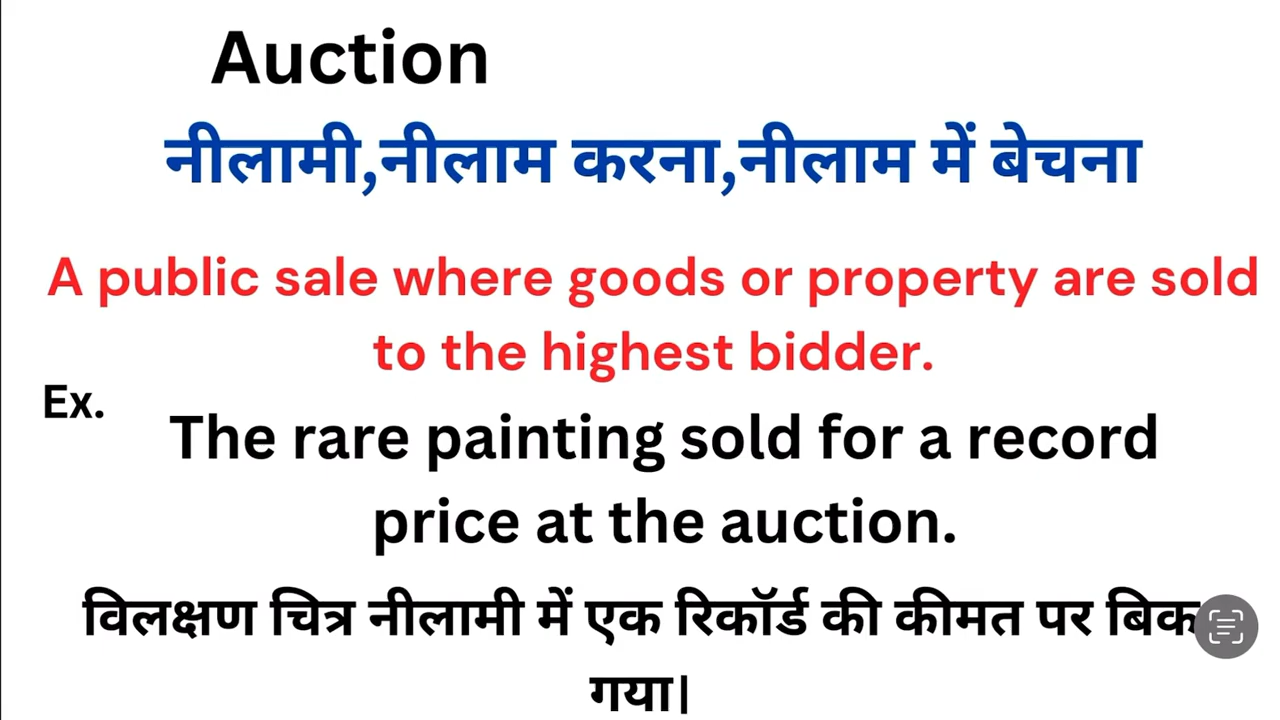 Auction
नीलामी,नीलाम करना,नीलाम में बेचना
A public sale where goods or property are sold
to the highest bidder.
Ex.
The rare painting sold for a record
price at the auction.
विलक्षण चित्र नीलामी में एक रिकॉर्ड की कीमत पर बिक
गया।